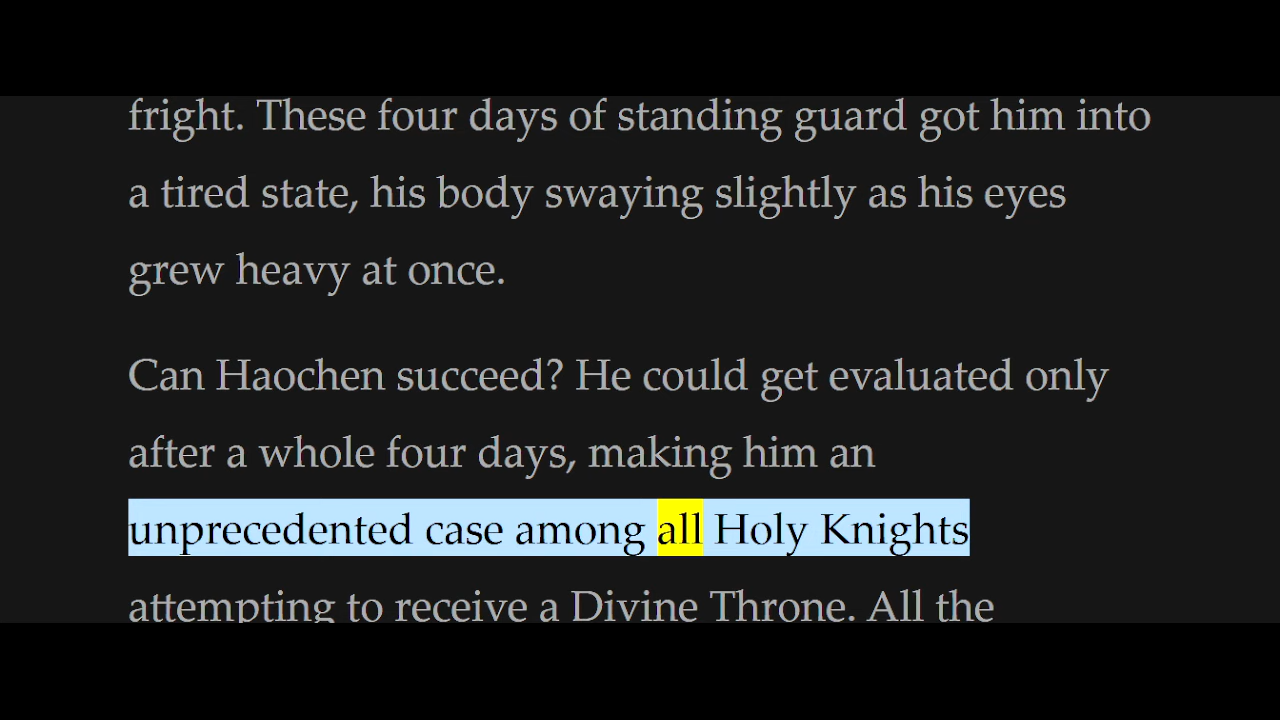 fright. These four days of standing guard got him into
a tired state, his body swaying slightly as his eyes
grew heavy at once.
Can Haochen succeed? He could get evaluated only
after a whole four days, making him an
unprecedented case among all Holy Knights
attempting to receive a Divine Throne. All the